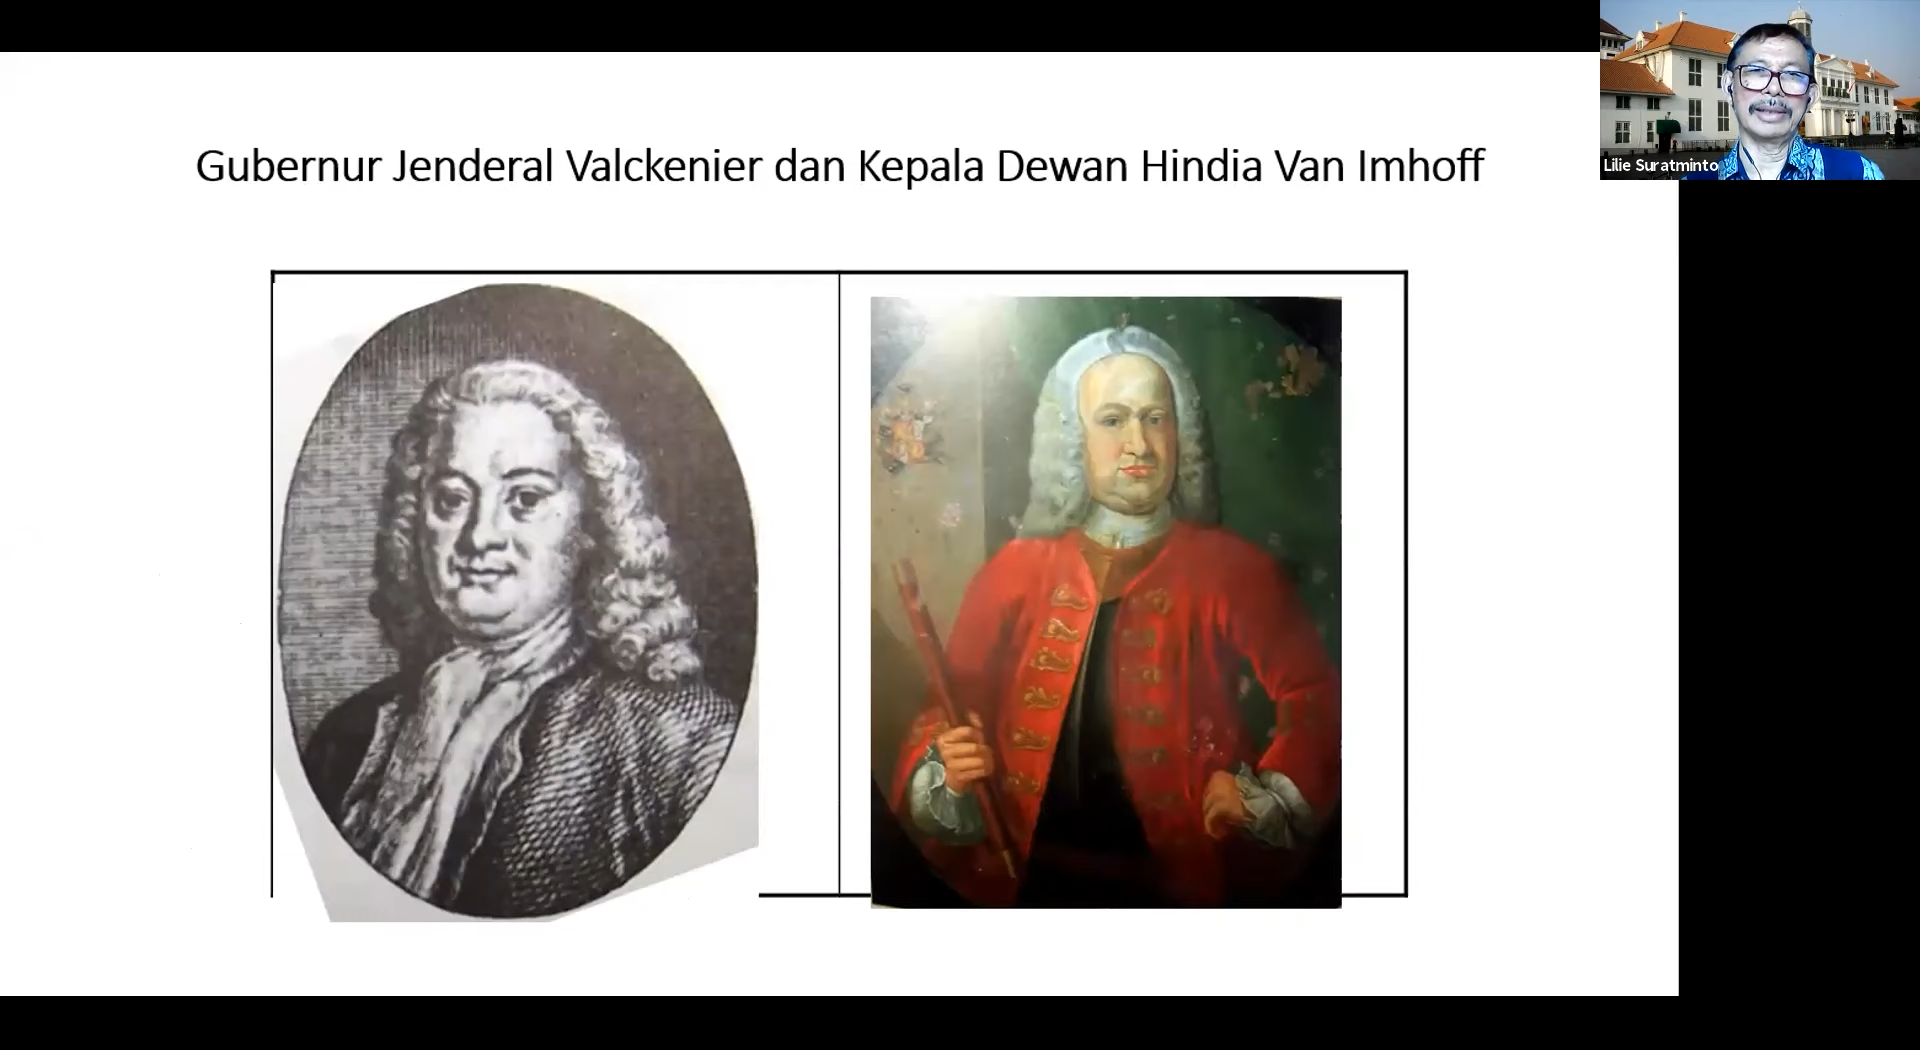 Gubernur Jenderal Valckenier dan Kepala Dewan Hindia Van Imhoff
Lilie Suratminto